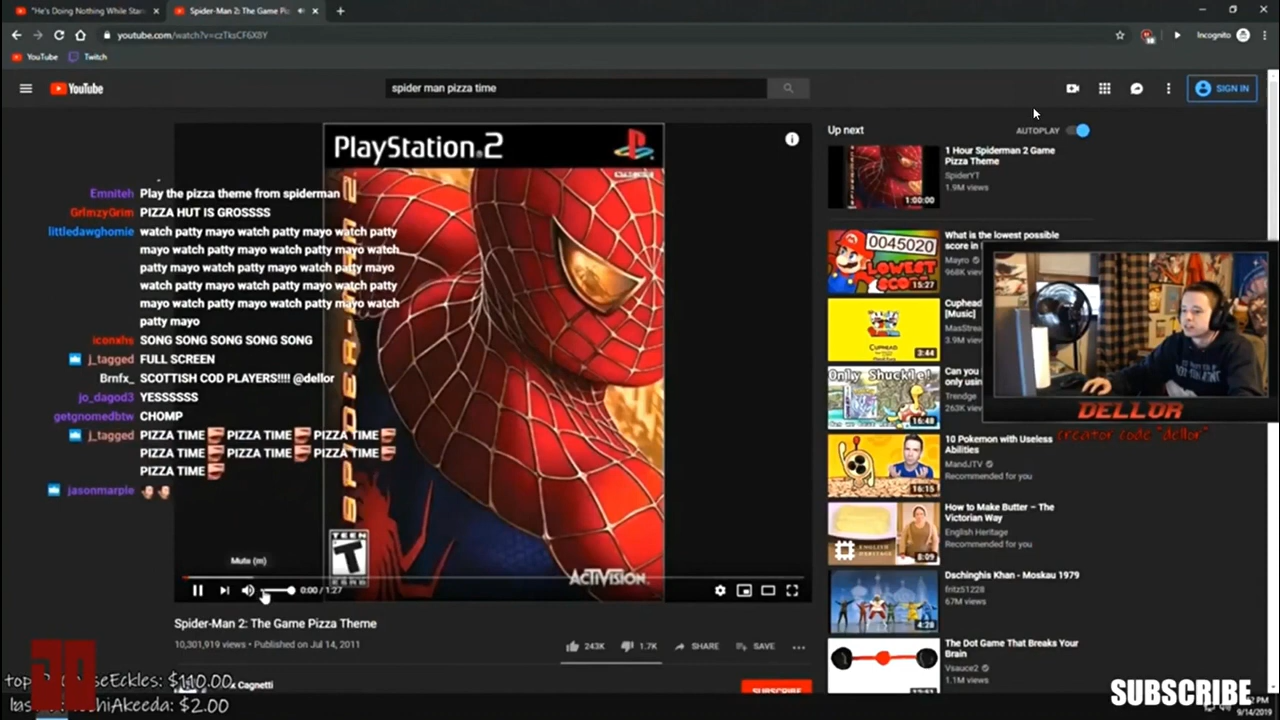 "He's Doing Nothing While Star
Spider-Man 2: The Game Pi
youtube.com/watch?v=czTksCF6X8Y
Incognito
YouTube
Twitch
YouTube
spider man pizza time
SIGN IN
PlayStation.2
SPIDER-MAN 2
TEEN
T
ESRB
ACTIVISION
Emniteh Play the pizza theme from spiderman
GrImzyGrim PIZZA HUT IS GROSSSS
littledawghomie watch patty mayo watch patty mayo watch patty
mayo watch patty mayo watch patty mayo watch
patty mayo watch patty mayo watch patty mayo
watch patty mayo watch patty mayo watch patty
mayo watch patty mayo watch patty mayo watch
patty mayo
iconxhs SONG SONG SONG SONG SONG
j_tagged FULL SCREEN
Brnfx_ SCOTTISH COD PLAYERS!!!! @dellor
jo_dagod3 YESSSSSS
getgnomedbtw CHOMP
j_tagged PIZZA TIME PIZZA TIME PIZZA TIME
PIZZA TIME PIZZA TIME PIZZA TIME
PIZZA TIME
jasonmarple
Mute (m)
0:00 / 1:27
Spider-Man 2: The Game Pizza Theme
10,301,919 views • Published on Jul 14, 2011
243K
1.7K
SHARE
SAVE
Cagnetti
SUBSCRIBE
Up next
AUTOPLAY
1 Hour Spiderman 2 Game
Pizza Theme
SpiderYT
1.9M views
1:00:00
What is the lowest possible
score in
Mayro
968K
0045020
LOWEST
15:27
Cuphead
[Music]
MasStrea
3.9M
CUPHEAD
3:44
Can you
only using
Trendge
263K
Only Shuckle!
16:48
10 Pokemon with Useless
Abilities
MandJTV
Recommended for you
16:15
How to Make Butter – The
Victorian Way
English Heritage
Recommended for you
ENGLISH
HERITAGE
8:09
Dschinghis Khan - Moskau 1979
fritz51228
67M views
4:28
The Dot Game That Breaks Your
Brain
Vsauce2
1.1M views
DELLOR
creator code "dellor"
top
seEckles: $110.00
las
chiAkeeda: $2.00
SUBSCRIBE
9/14/2019